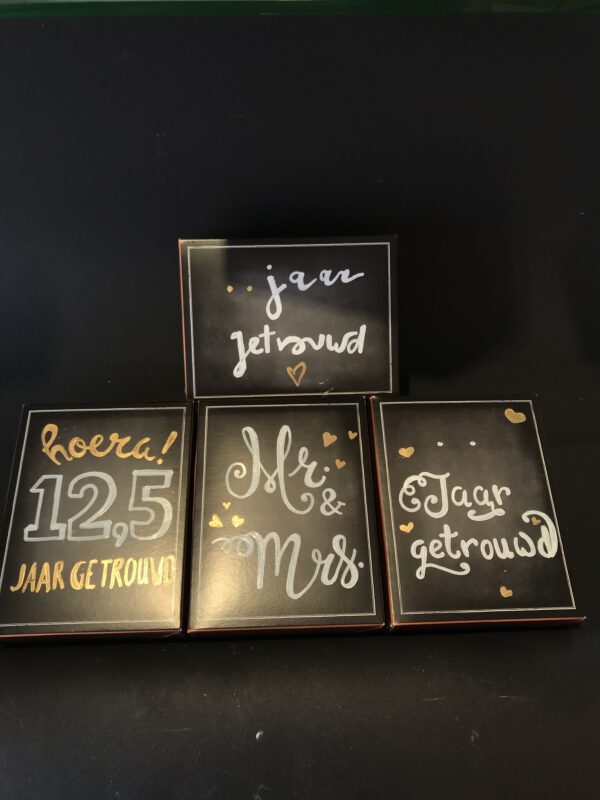 .. jaar
getrouwd
hoera!
12,5
JAAR GETROUWD
Mr.
&
Mrs.
..
Jaar
getrouwd